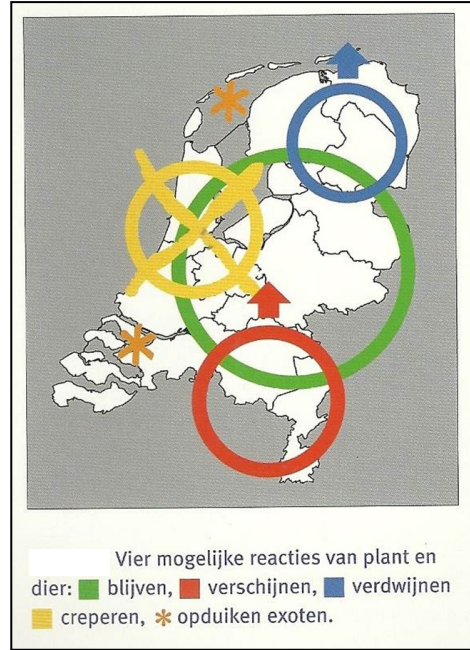 Vier mogelijke reacties van plant en
dier: blijven, verschijnen, verdwijnen
creperen, opduiken exoten.